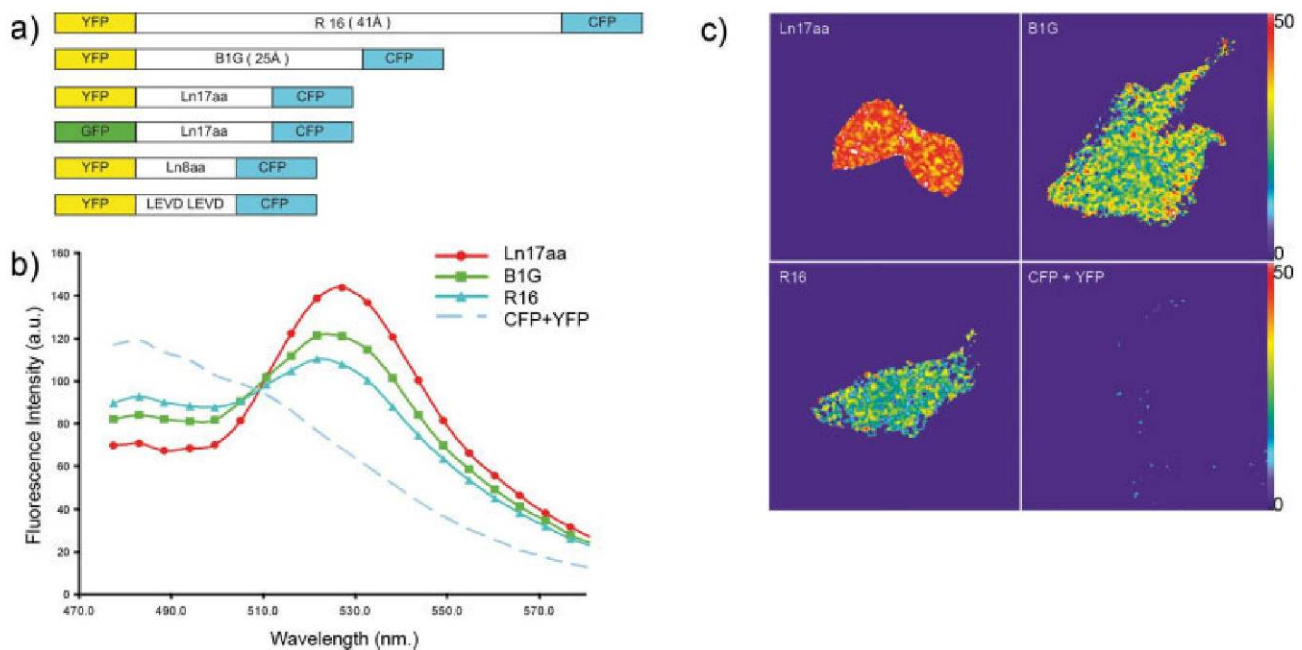 a)
YFP R 16 ( 41Å) CFP
YFP B1G ( 25Å) CFP
YFP Ln17aa CFP
GFP Ln17aa CFP
YFP Ln8aa CFP
YFP LEVD LEVD CFP
b)
160
140
120
100
80
60
40
20
0
470.0 490.0 510.0 530.0 550.0 570.0
Fluorescence Intensity (a.u.)
Wavelength (nm.)
Ln17aa
B1G
R16
CFP+YFP
c)
Ln17aa B1G 50
0
R16 CFP + YFP 50
0